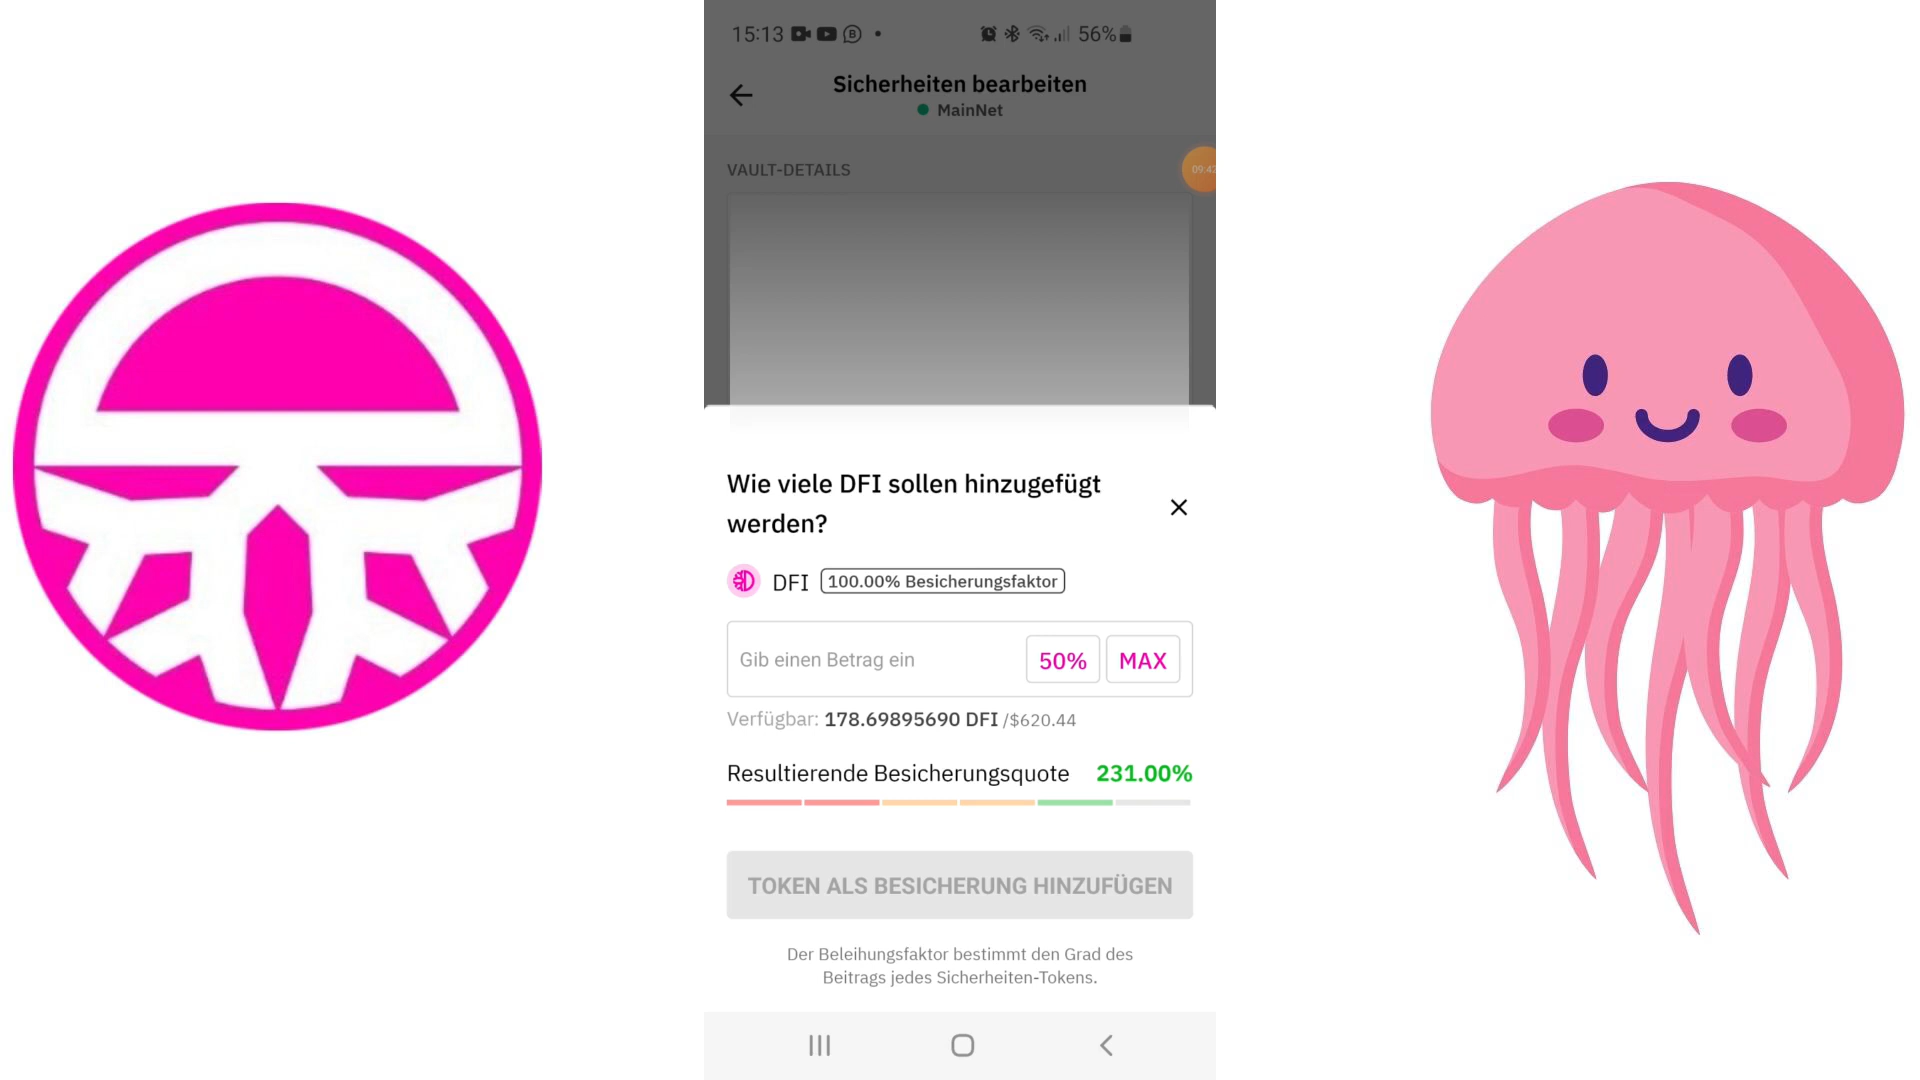 15:13 56%
Sicherheiten bearbeiten
MainNet
VAULT-DETAILS
09:42
Wie viele DFI sollen hinzugefügt
werden?
DFI 100.00% Besicherungsfaktor
Gib einen Betrag ein 50% MAX
Verfügbar: 178.69895690 DFI /$620.44
Resultierende Besicherungsquote 231.00%
TOKEN ALS BESICHERUNG HINZUFÜGEN
Der Beleihungsfaktor bestimmt den Grad des
Beitrags jedes Sicherheiten-Tokens.